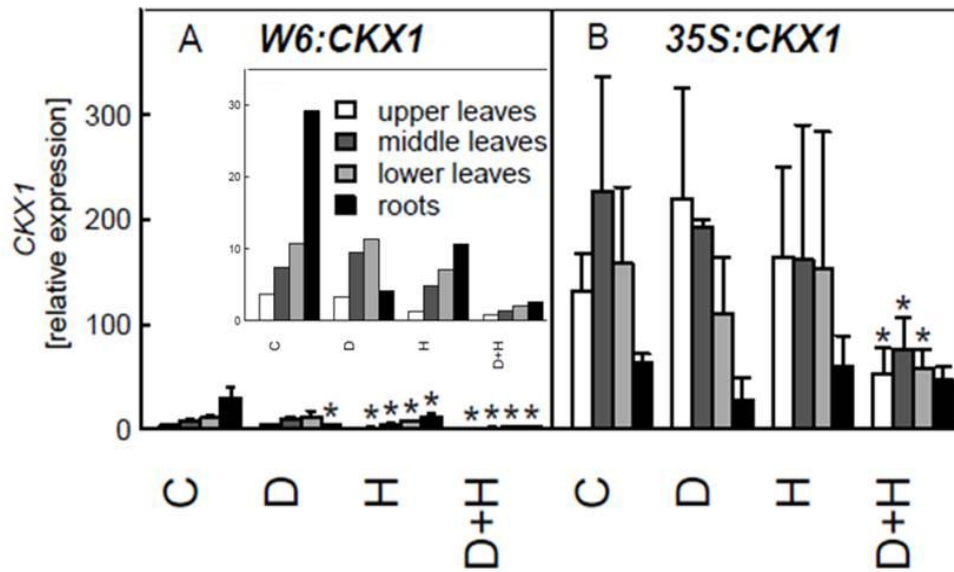 A W6:CKX1
B 35S:CKX1
CKX1
[relative expression]
300
200
100
0
30
20
10
0
upper leaves
middle leaves
lower leaves
roots
C D H D+H
*
* * * *
* * * *
* * *
C D H D+H
C D H D+H